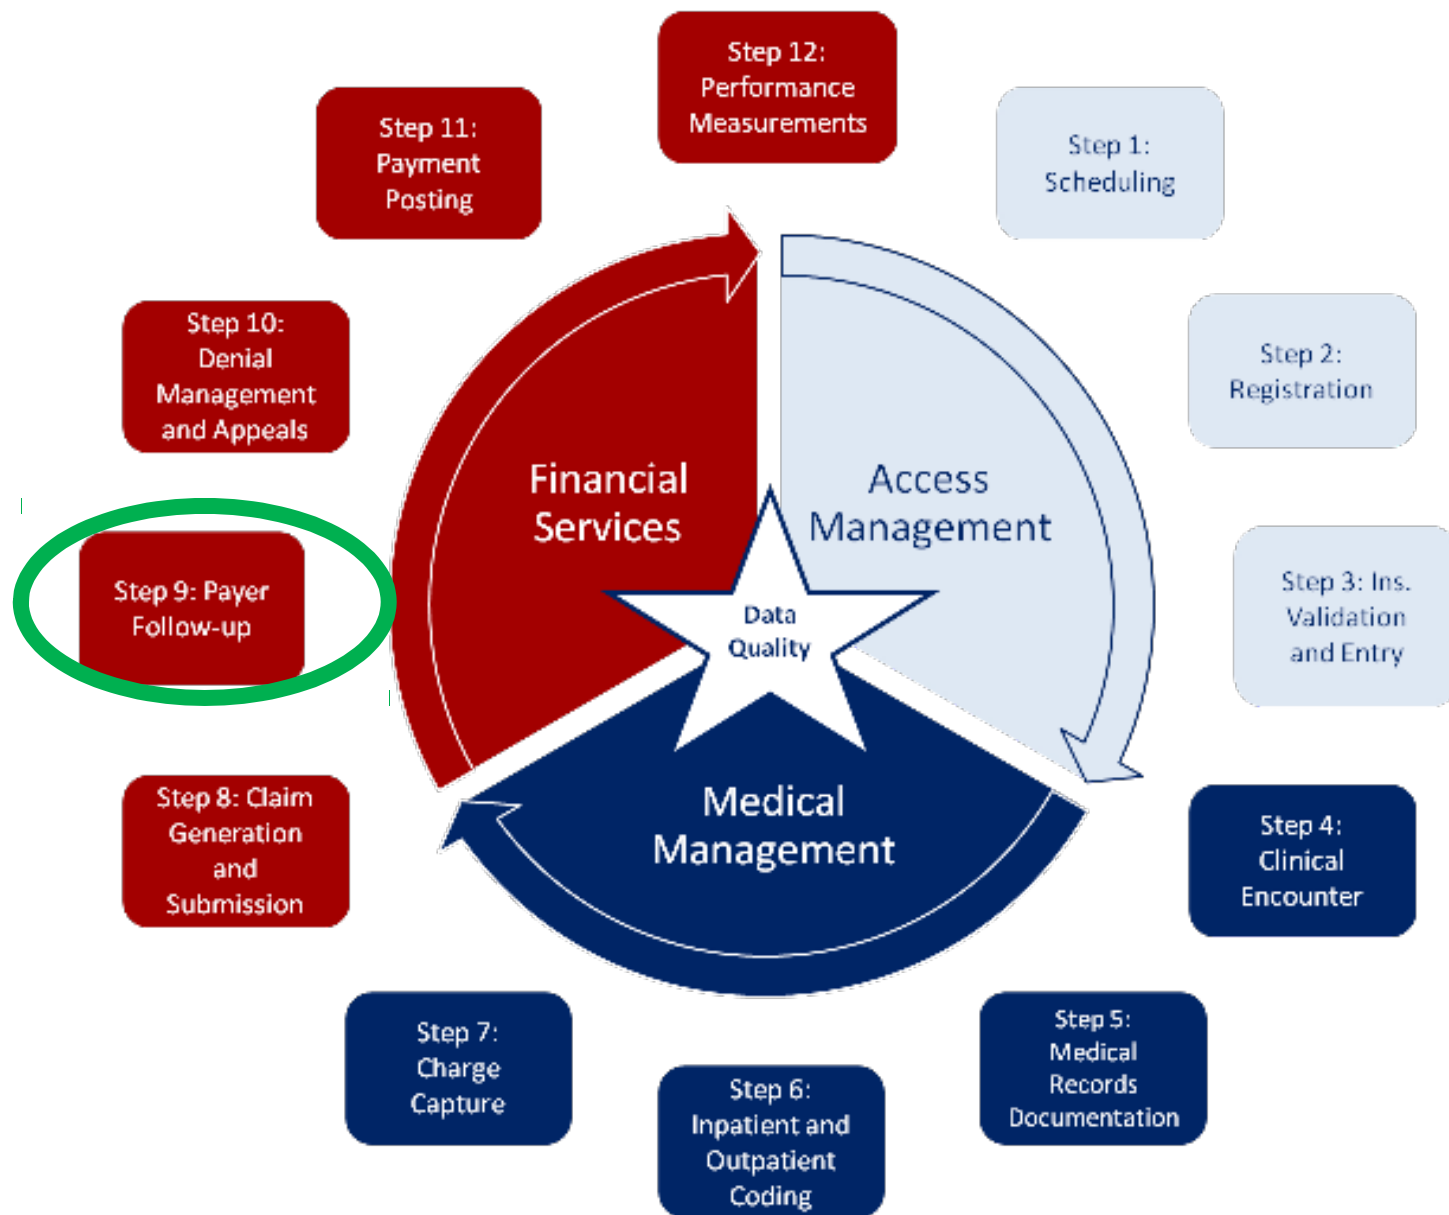 Step 12:
Performance
Measurements
Step 1:
Scheduling
Step 2:
Registration
Step 3: Ins.
Validation
and Entry
Step 4:
Clinical
Encounter
Step 5:
Medical
Records
Documentation
Step 6:
Inpatient and
Outpatient
Coding
Step 7:
Charge
Capture
Step 8: Claim
Generation
and
Submission
Step 9: Payer
Follow-up
Step 10:
Denial
Management
and Appeals
Step 11:
Payment
Posting
Financial
Services
Access
Management
Data
Quality
Medical
Management